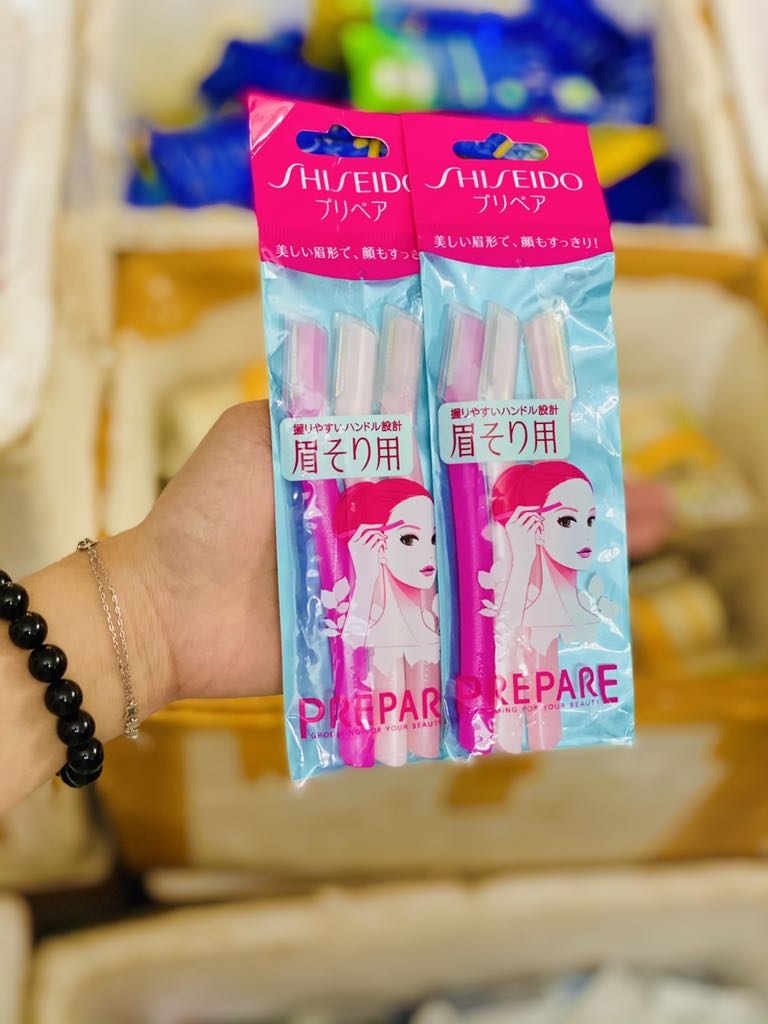 SHISEIDO
プリペア
美しい眉形で、顔もすっき
握りやすいハンドル設計
眉そり用
PREPAR
GROOMING FOR YOUR BEAUTY
SHISEIDO
プリペア
美しい眉形で、顔もすっきり!
握りやすいハンドル設計
眉そり用
PREPARE
GROOMING FOR YOUR BEAUTY